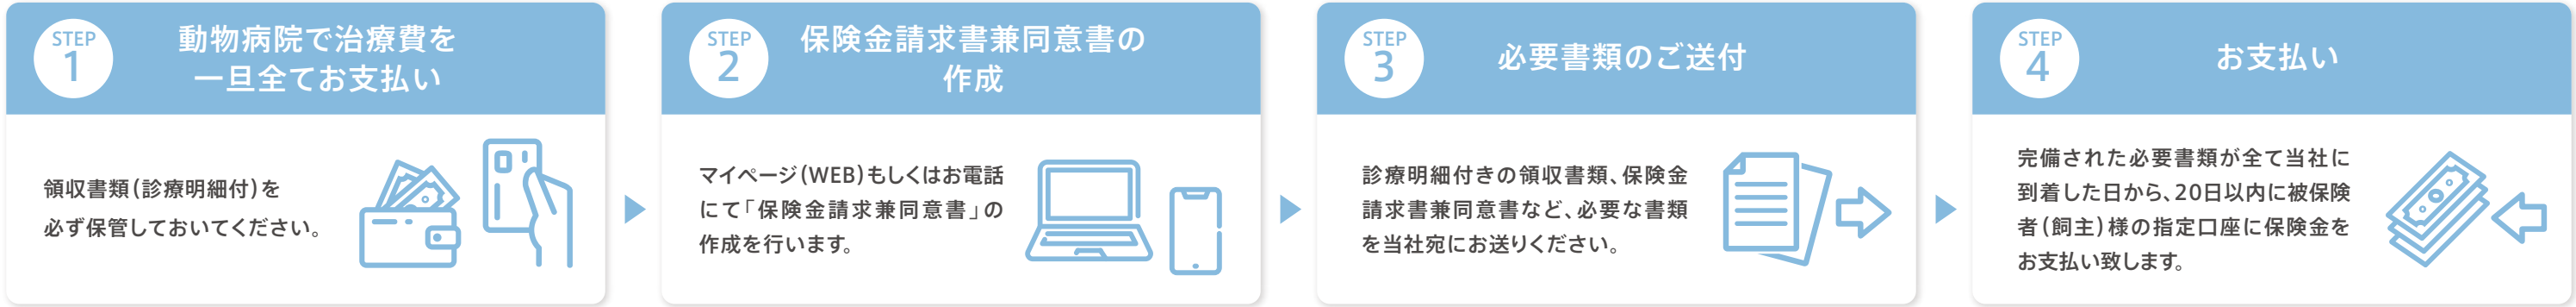 STEP
1
動物病院で治療費を
一旦全てお支払い
領収書類(診療明細付)を
必ず保管しておいてください。
STEP
2
保険金請求書兼同意書の
作成
マイページ(WEB)もしくはお電話
にて「保険金請求兼同意書」の
作成を行います。
STEP
3
必要書類のご送付
診療明細付きの領収書類、保険金
請求書兼同意書など、必要な書類
を当社宛にお送りください。
STEP
4
お支払い
完備された必要書類が全て当社に
到着した日から、20日以内に被保険
者(飼主)様の指定口座に保険金を
お支払い致します。